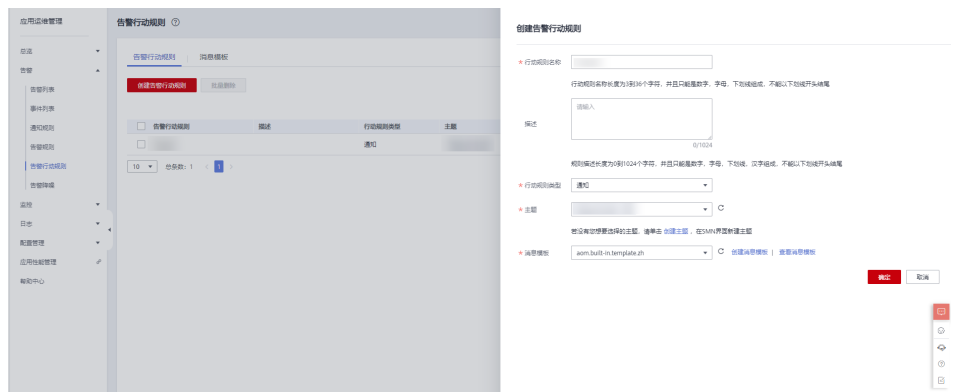 应用运维管理
总览
告警
告警列表
事件列表
通知规则
告警规则
告警行动规则
告警降噪
监控
日志
配置管理
应用性能管理
帮助中心
告警行动规则
告警行动规则 消息模板
创建告警行动规则 批量删除
告警行动规则 描述 行动规则类型 主题
通知
10 总条数: 1 < 1 >
创建告警行动规则
* 行动规则名称
行动规则名称长度为3到36个字符,并且只能是数字,字母,下划线组成,不能以下划线开头结尾
描述
请输入
0/1024
规则描述长度为0到1024个字符,并且只能是数字、字母、下划线、汉字组成,不能以下划线开头结尾
* 行动规则类型 通知
* 主题
若没有您想要选择的主题,请单击 创建主题 ,在SMN界面新建主题
* 消息模板 aom.built-in.template.zh 创建消息模板 | 查看消息模板
确定 取消